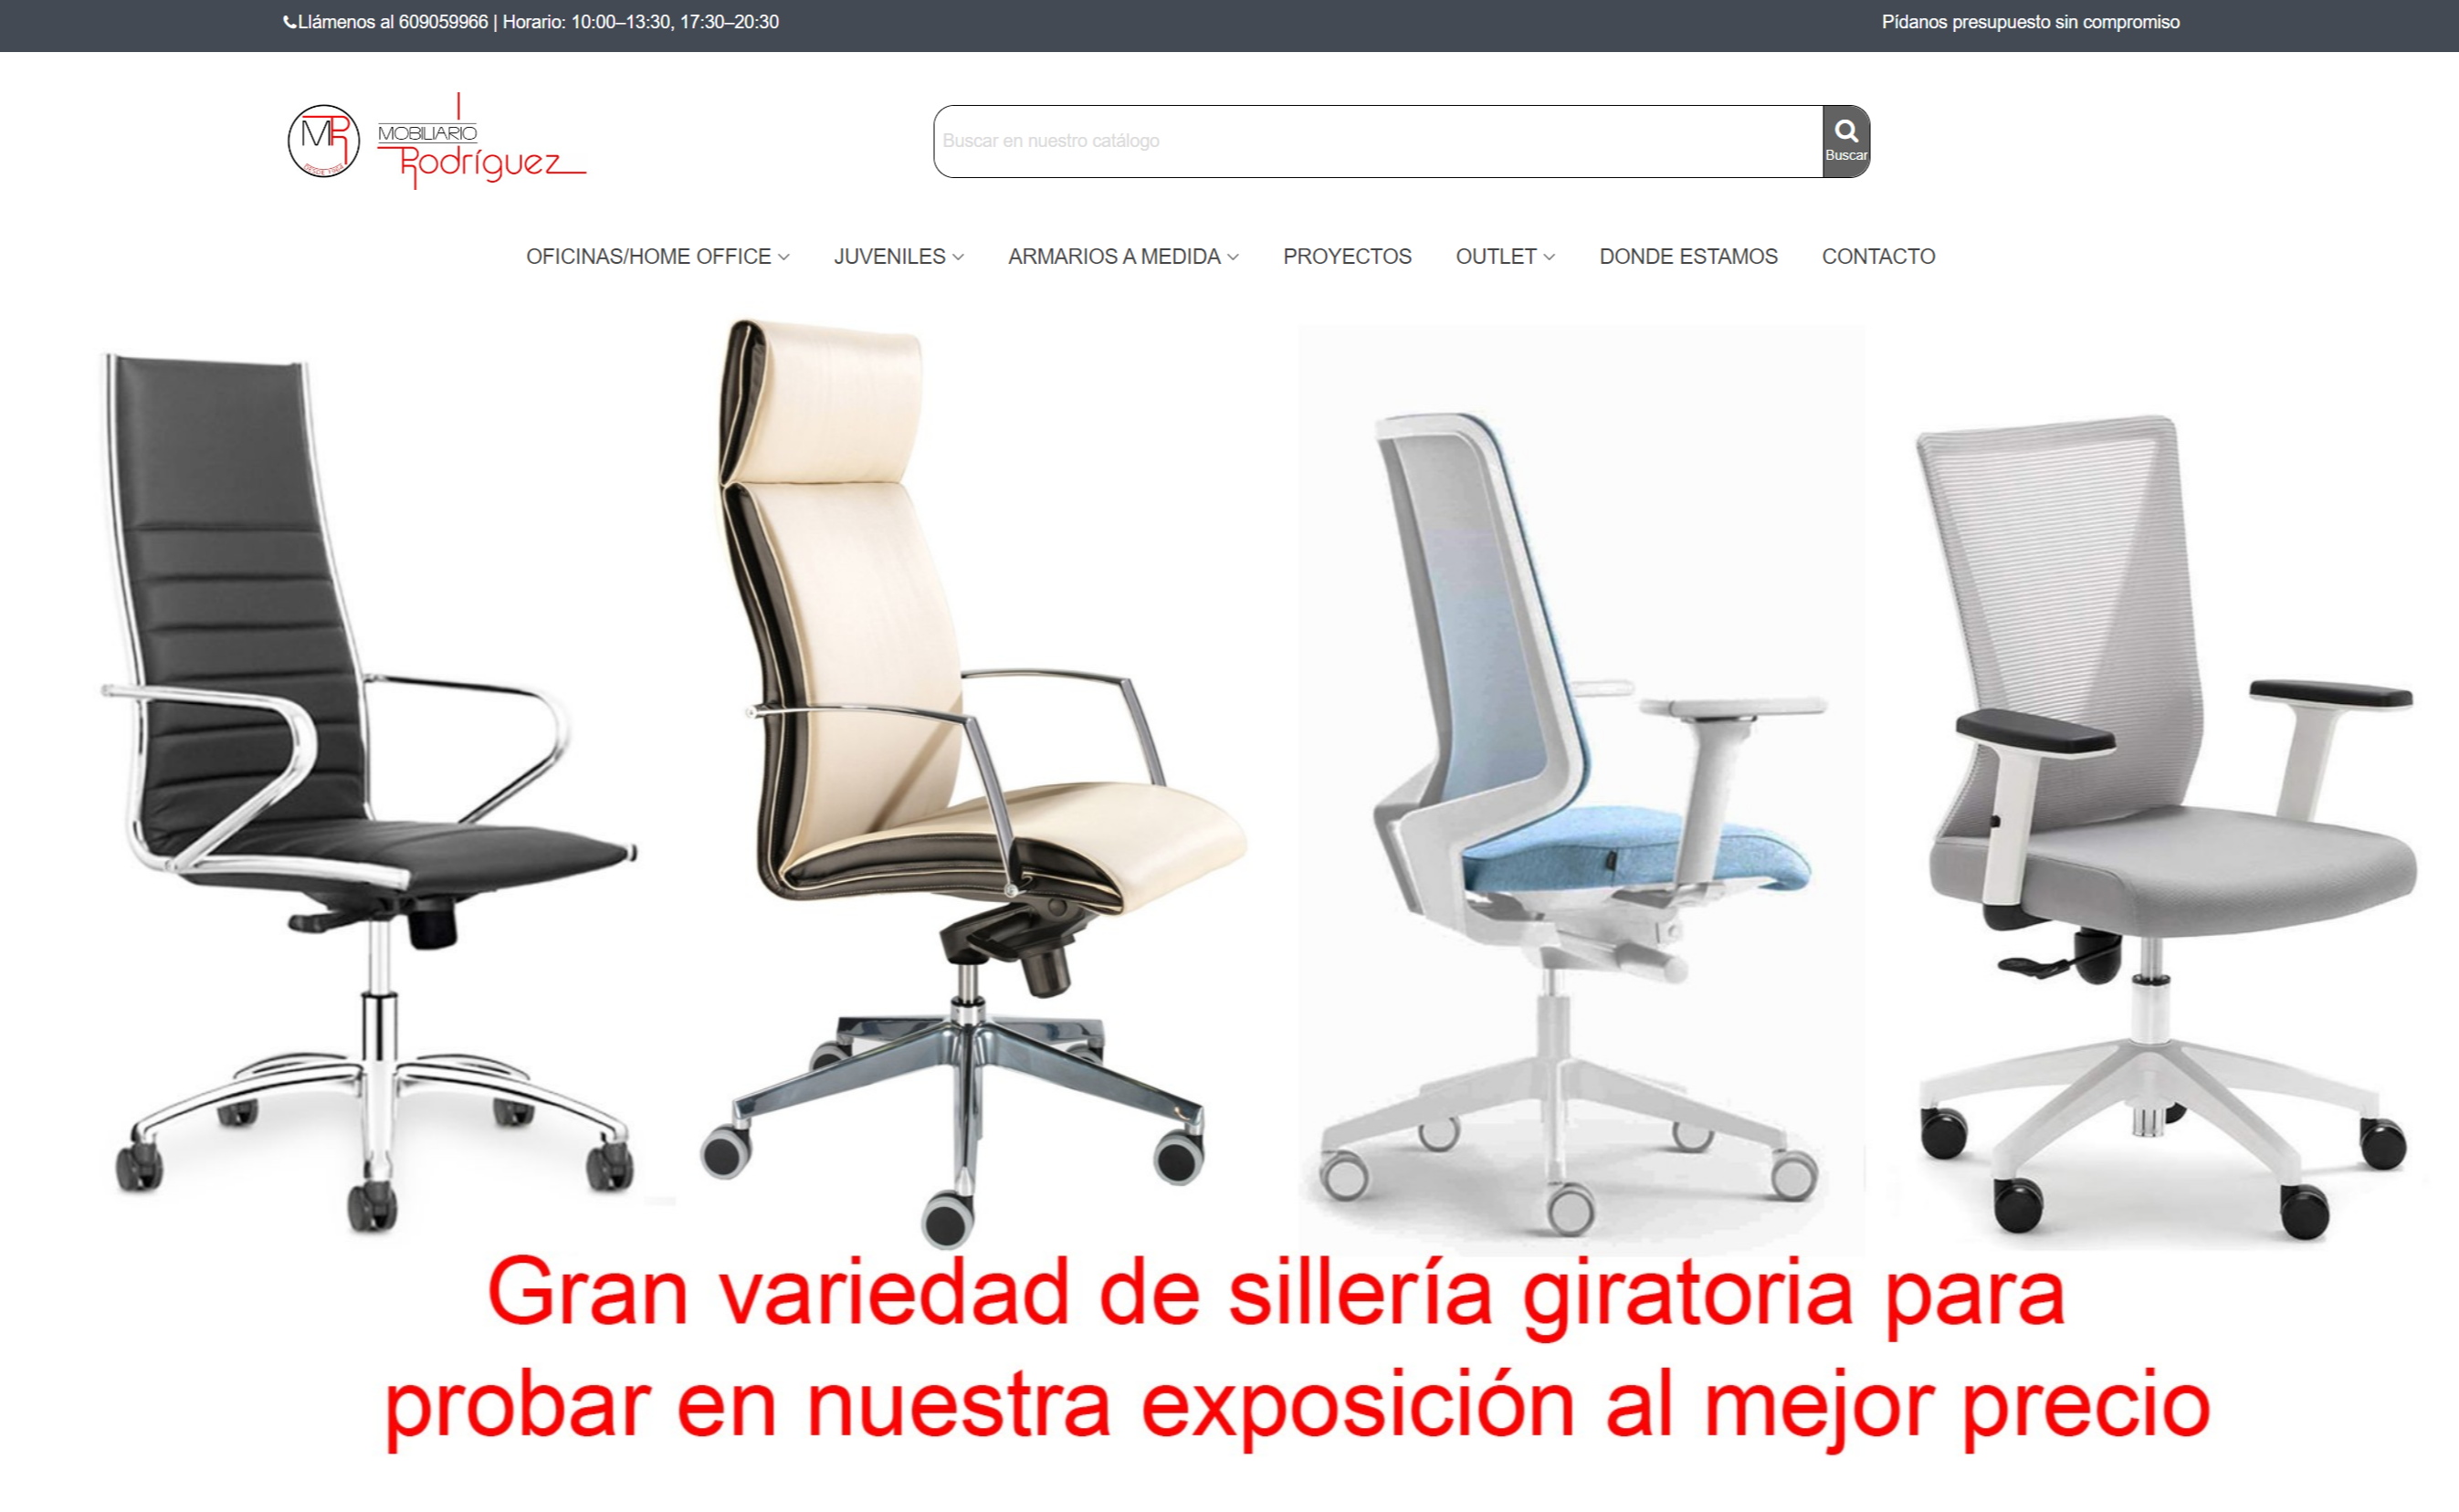 Llámenos al 609059966 | Horario: 10:00–13:30, 17:30–20:30
Pídanos presupuesto sin compromiso
MR
MOBILIARIO
Rodríguez
Buscar en nuestro catálogo
Buscar
OFICINAS/HOME OFFICE JUVENILES ARMARIOS A MEDIDA PROYECTOS OUTLET DONDE ESTAMOS CONTACTO
Gran variedad de sillería giratoria para
probar en nuestra exposición al mejor precio